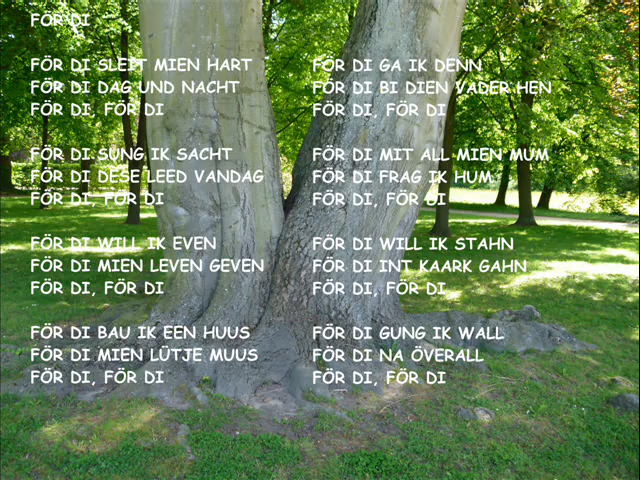 FÖR DI
FÖR DI SLEIT MIEN HART
FÖR DI DAG UND NACHT
FÖR DI, FÖR DI
FÖR DI SÜNG IK SACHT
FÖR DI DESE LEED VANDAG
FÖR DI, FÖR DI
FÖR DI WILL IK EVEN
FÖR DI MIEN LEVEN GEVEN
FÖR DI, FÖR DI
FÖR DI BAU IK EEN HUUS
FÖR DI MIEN LÜTJE MUUS
FÖR DI, FÖR DI
FÖR DI GA IK DENN
FÖR DI BI DIEN VADER HEN
FÖR DI, FÖR DI
FÖR DI MIT ALL MIEN MUM
FÖR DI FRAG IK HUM
FÖR DI, FÖR DI
FÖR DI WILL IK STAHN
FÖR DI INT KAARK GAHN
FÖR DI, FÖR DI
FÖR DI GUNG IK WALL
FÖR DI NA ÖVERALL
FÖR DI, FÖR DI